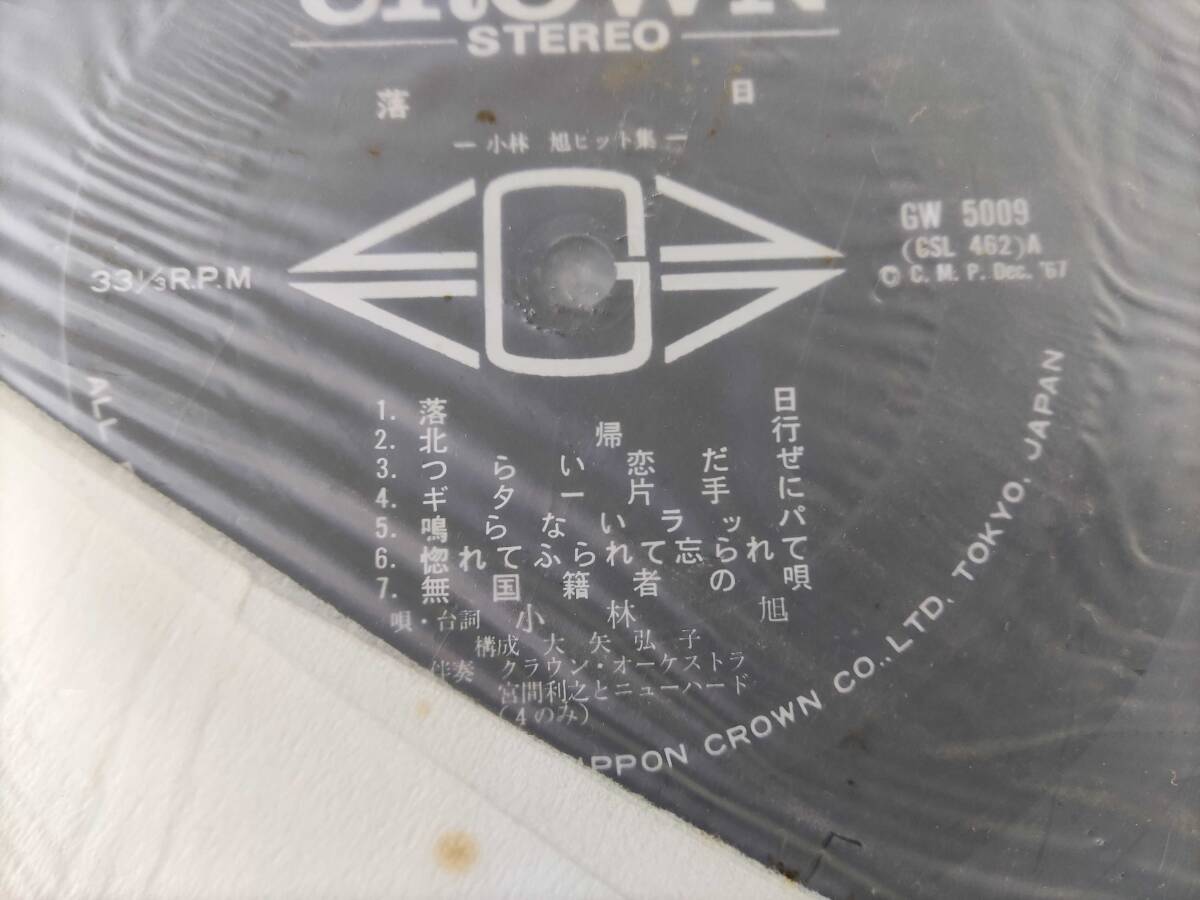 CROWN
STEREO
落日
― 小林 旭ヒット集 ―
GW 5009
(CSL 462)A
© C. M. P. Dec. '67
33 1/3 R.P.M
1. 落日
2. 北帰行
3. つらい恋だぜ
4. ギター片手に
5. 鳴らないラッパ
6. 惚れてふられて忘られて
7. 無国籍者の唄
唄・台詞 小林 旭
構成 大矢弘子
伴奏 クラウン・オーケストラ
宮間利之とニューハード
(4のみ)
ALL
NIPPON CROWN CO., LTD. TOKYO, JAPAN